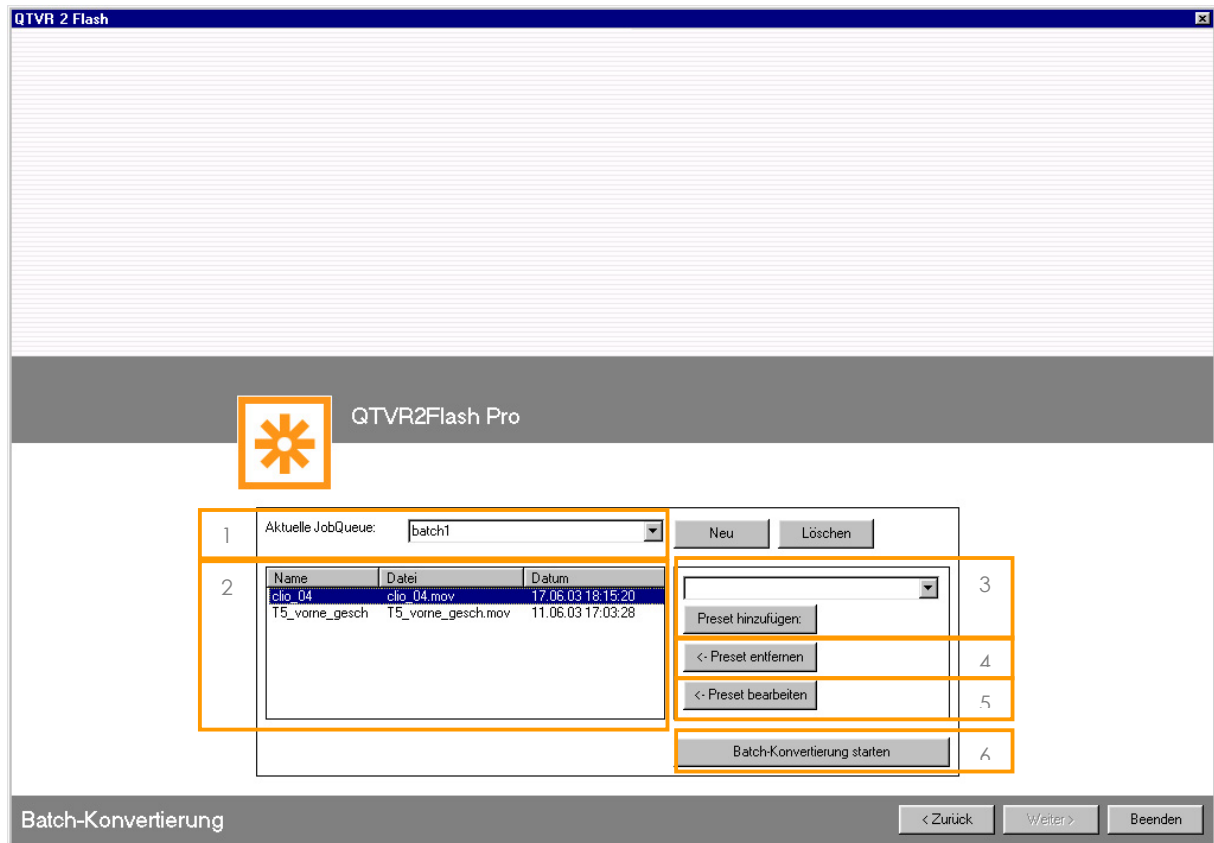 QTVR 2 Flash
QTVR2Flash Pro
1
Aktuelle JobQueue:
batch1
Neu
Löschen
2
Name Datei Datum
clio_04 clio_04.mov 17.06.03 18:15:20
T5_vorne_gesch T5_vorne_gesch.mov 11.06.03 17:03:28
3
Preset hinzufügen:
<- Preset entfernen
4
<- Preset bearbeiten
5
Batch-Konvertierung starten
6
Batch-Konvertierung
< Zurück
Weiter >
Beenden